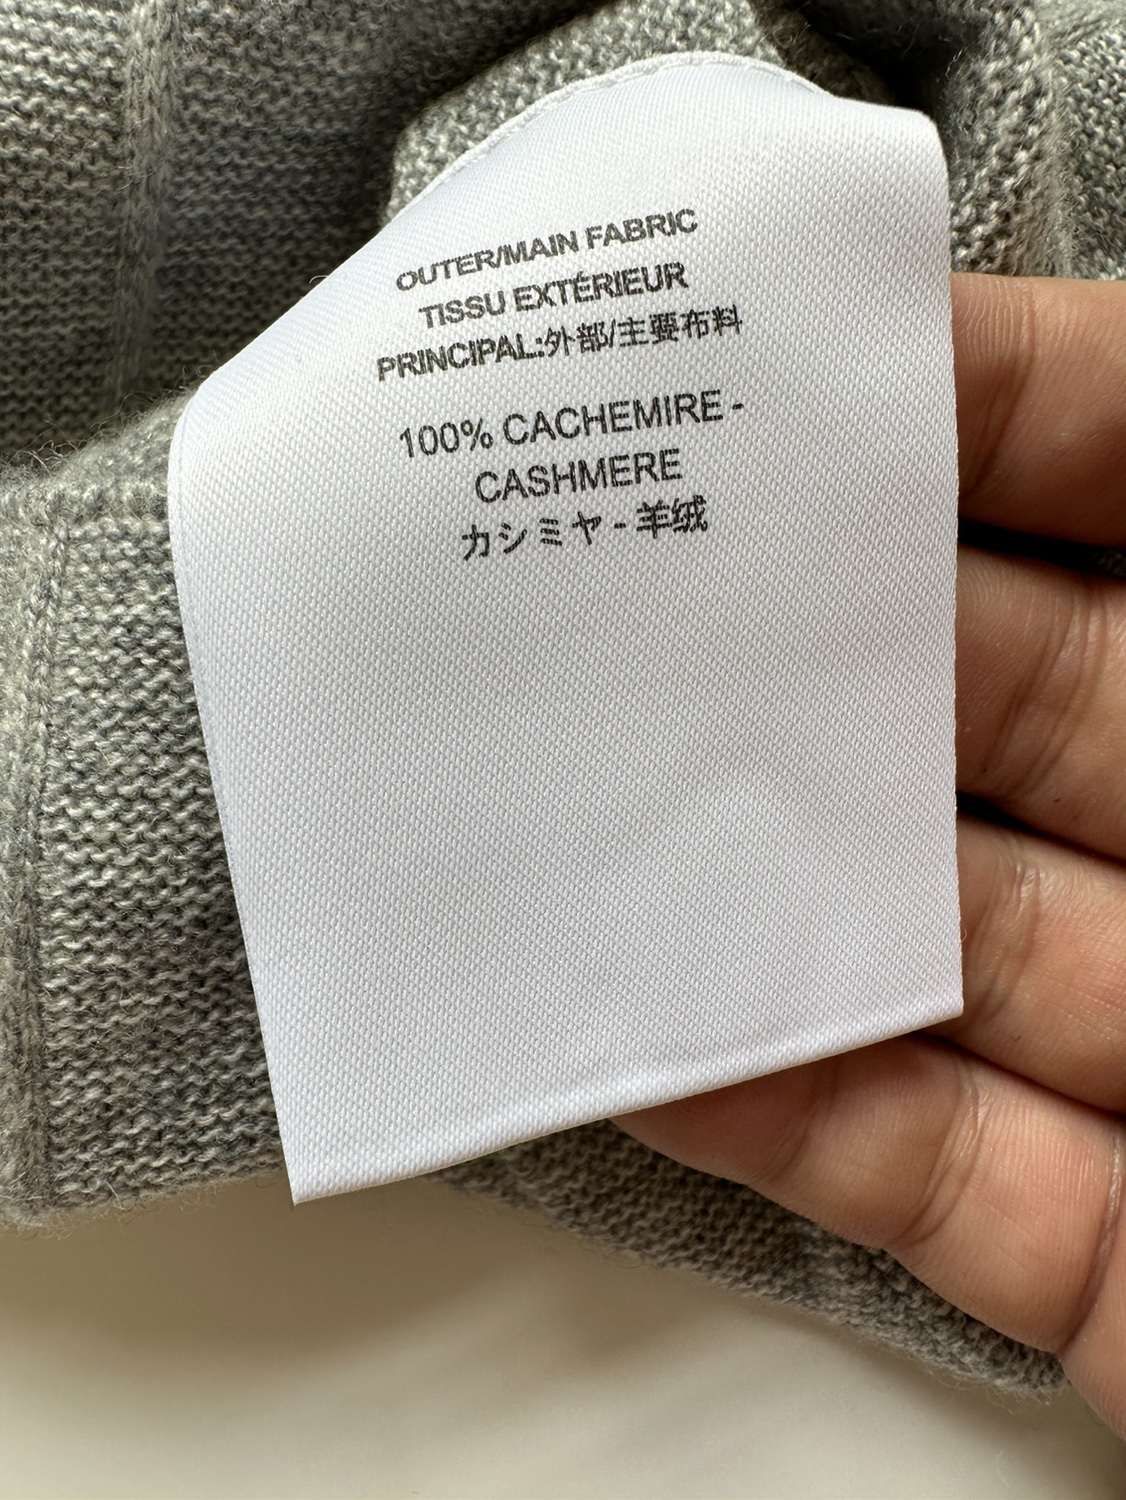 OUTER/MAIN FABRIC
TISSU EXTÉRIEUR
PRINCIPAL:外部/主要布料
100% CACHEMIRE -
CASHMERE
カシミヤ - 羊绒